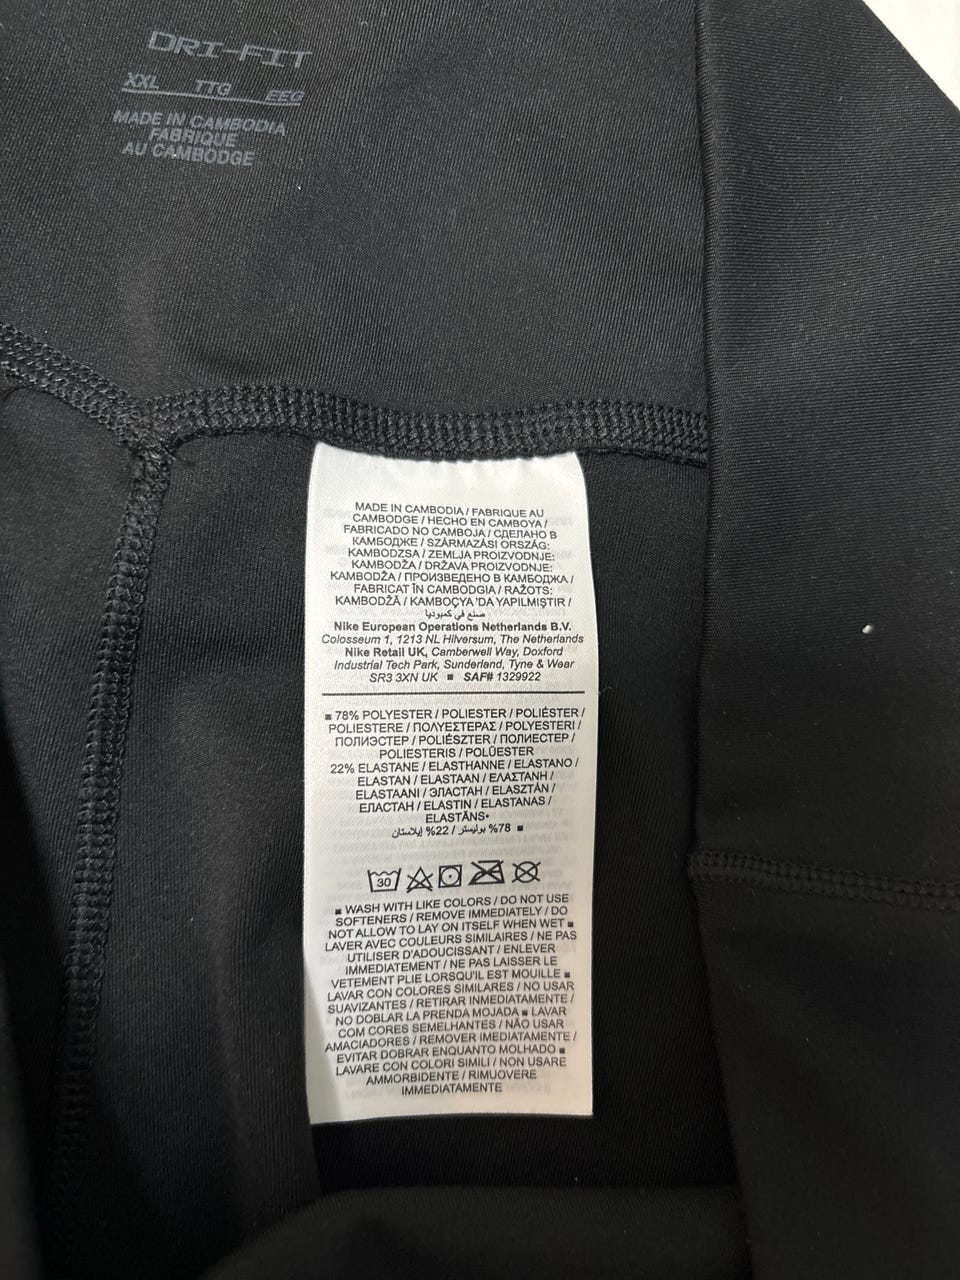 DRI-FIT
XXL TTG EEG
MADE IN CAMBODIA
FABRIQUE
AU CAMBODGE
MADE IN CAMBODIA / FABRIQUE AU
CAMBODGE / HECHO EN CAMBOYA /
FABRICADO NO CAMBOJA / СДЕЛАНО В
КАМБОДЖЕ / SZÁRMAZÁSI ORSZÁG:
KAMBODZSA / ZEMLJA PROIZVODNJE:
KAMBODŽA / DRŽAVA PROIZVODNJE:
KAMBODŽA / ПРОИЗВЕДЕНО В КАМБОДЖА /
FABRICAT ÎN CAMBODGIA / RAŽOTS:
KAMBODŽĀ / KAMBOÇYA 'DA YAPILMIŞTIR /
صنع في كمبوديا
Nike European Operations Netherlands B.V.
Colosseum 1, 1213 NL Hilversum, The Netherlands
Nike Retail UK, Camberwell Way, Doxford
Industrial Tech Park, Sunderland, Tyne & Wear
SR3 3XN UK ■ SAF# 1329922
■ 78% POLYESTER / POLIESTER / POLIÉSTER /
POLIESTERE / ΠΟΛΥΕΣΤΕΡΑΣ / POLYESTERI /
ПОЛИЭСТЕР / POLIÉSZTER / ПОЛИЕСТЕР /
POLIESTERIS / POLÜESTER
22% ELASTANE / ELASTHANNE / ELASTANO /
ELASTAN / ELASTAAN / ΕΛΑΣΤΑΝΗ /
ELASTAANI / ЭЛАСТАН / ELASZTÁN /
ЕЛАСТАН / ELASTIN / ELASTANAS /
ELASTĀNS•
■ 78% بوليستر / 22% إيلاستان
30
■ WASH WITH LIKE COLORS / DO NOT USE
SOFTENERS / REMOVE IMMEDIATELY / DO
NOT ALLOW TO LAY ON ITSELF WHEN WET ■
LAVER AVEC COULEURS SIMILAIRES / NE PAS
UTILISER D'ADOUCISSANT / ENLEVER
IMMEDIATEMENT / NE PAS LAISSER LE
VETEMENT PLIE LORSQU'IL EST MOUILLE ■
LAVAR CON COLORES SIMILARES / NO USAR
SUAVIZANTES / RETIRAR INMEDIATAMENTE /
NO DOBLAR LA PRENDA MOJADA ■ LAVAR
COM CORES SEMELHANTES / NÃO USAR
AMACIADORES / REMOVER IMEDIATAMENTE /
EVITAR DOBRAR ENQUANTO MOLHADO ■
LAVARE CON COLORI SIMILI / NON USARE
AMMORBIDENTE / RIMUOVERE
IMMEDIATAMENTE